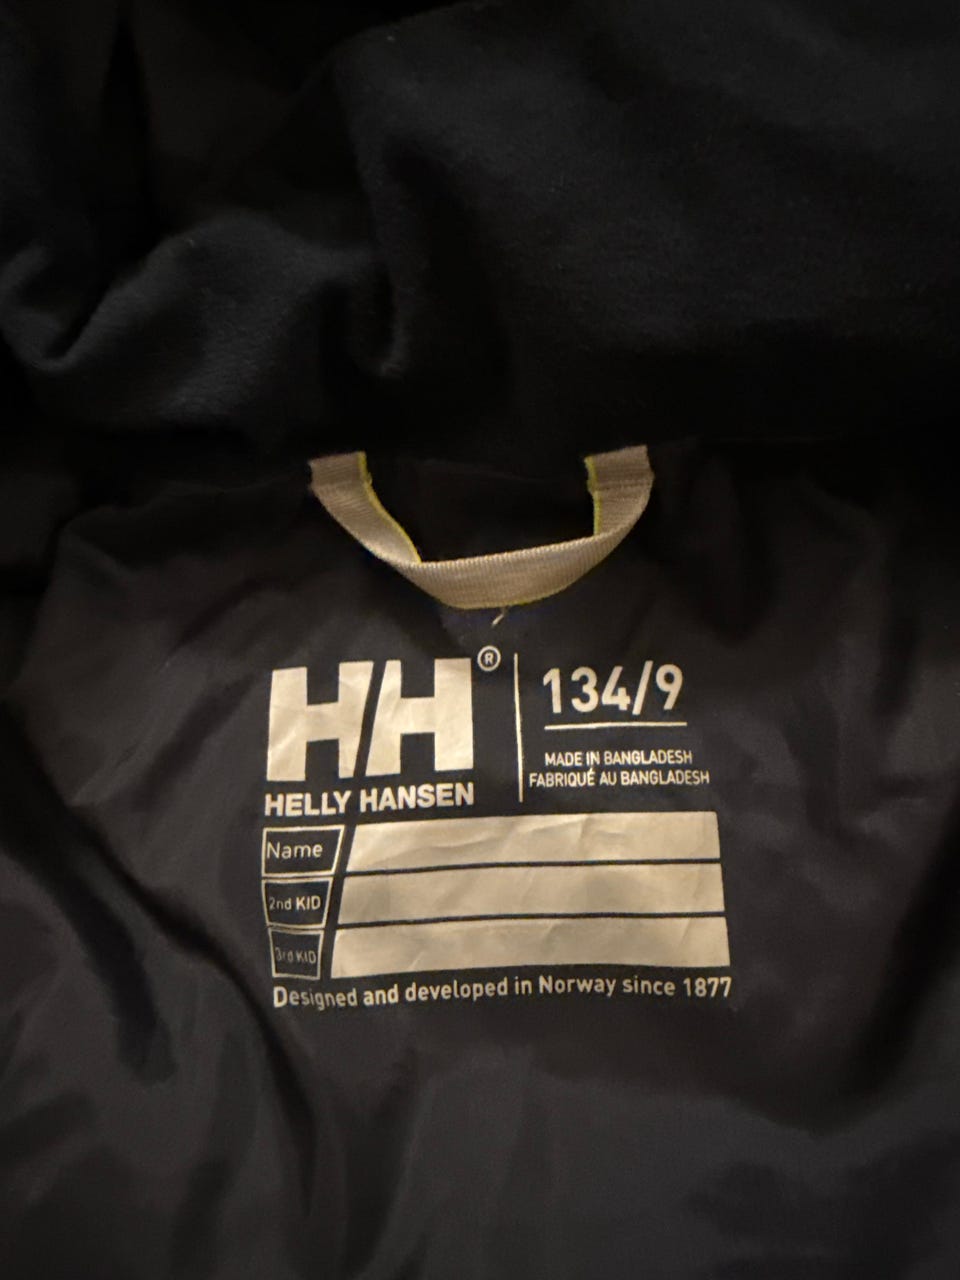 HH®
HELLY HANSEN
134/9
MADE IN BANGLADESH
FABRIQUÉ AU BANGLADESH
Name
2nd KID
3rd KID
Designed and developed in Norway since 1877